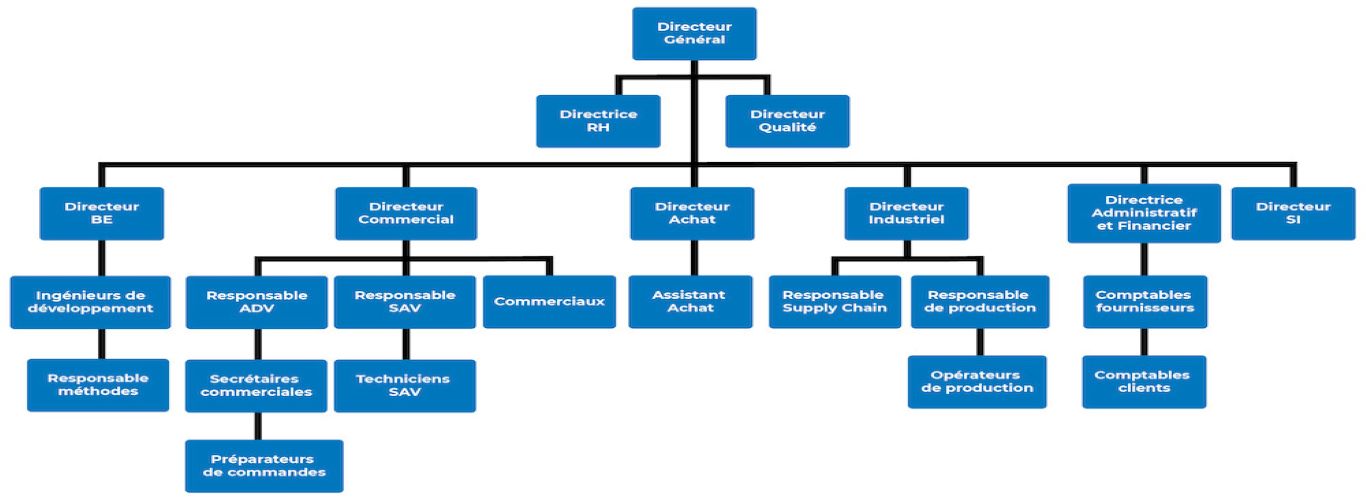 Directeur
Général
Directrice
RH
Directeur
Qualité
Directeur
BE
Directeur
Commercial
Directeur
Achat
Directeur
Industriel
Directrice
Administratif
et Financier
Directeur
SI
Ingénieurs de
développement
Responsable
ADV
Responsable
SAV
Commerciaux
Assistant
Achat
Responsable
Supply Chain
Responsable
de production
Comptables
fournisseurs
Responsable
méthodes
Secrétaires
commerciales
Techniciens
SAV
Opérateurs
de production
Comptables
clients
Préparateurs
de commandes